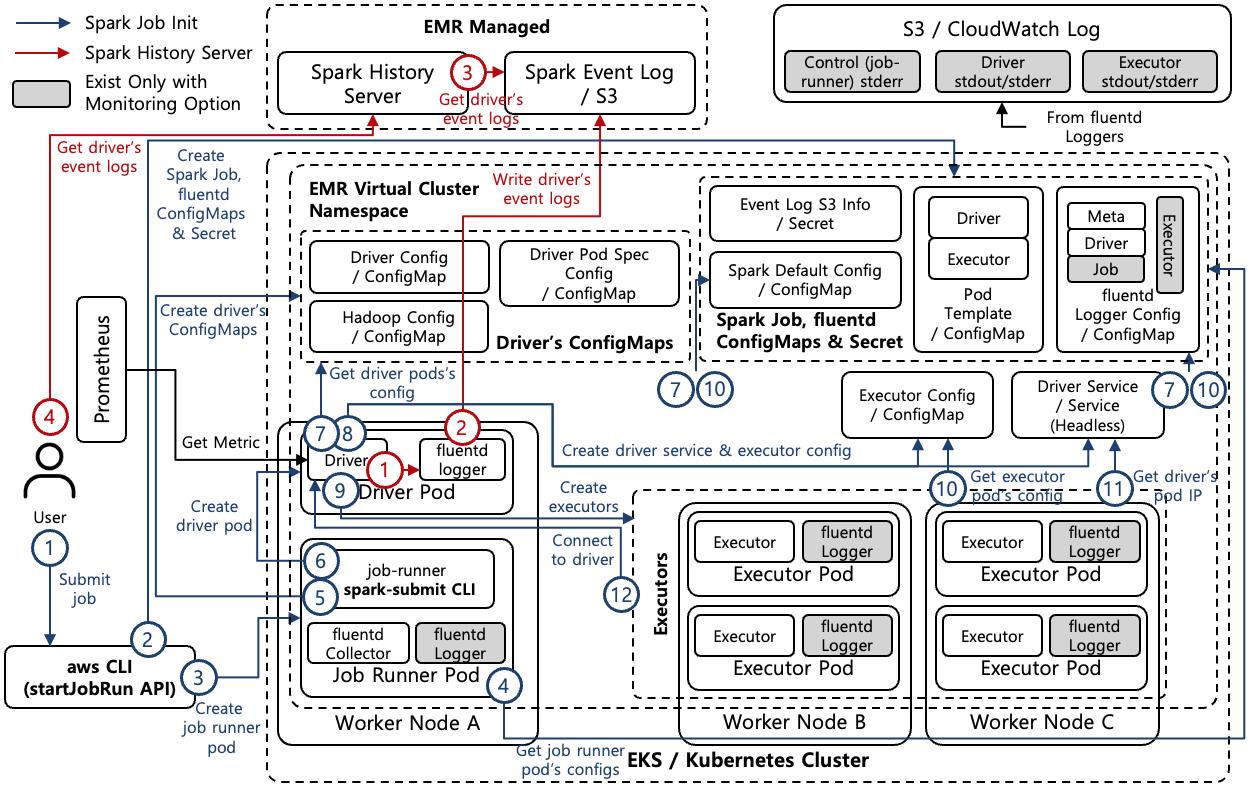 Spark Job Init
Spark History Server
Exist Only with
Monitoring Option
EMR Managed
Spark History
Server
3
Spark Event Log
/ S3
Get driver's
event logs
S3 / CloudWatch Log
Control (job-
runner) stderr
Driver
stdout/stderr
Executor
stdout/stderr
From fluentd
Loggers
Get driver's
event logs
Create
Spark Job,
fluentd
ConfigMaps
& Secret
Write driver's
event logs
EMR Virtual Cluster
Namespace
Driver Config
/ ConfigMap
Driver Pod Spec
Config
/ ConfigMap
Hadoop Config
/ ConfigMap
Driver's ConfigMaps
Create driver's
ConfigMaps
Event Log S3 Info
/ Secret
Spark Default Config
/ ConfigMap
Spark Job, fluentd
ConfigMaps & Secret
Driver
Executor
Pod
Template
/ ConfigMap
Meta
Driver
Job
Executor
fluentd
Logger Config
/ ConfigMap
Prometheus
Get Metric
4
User
1
Submit
job
Get driver pods's
config
7
10
Executor Config
/ ConfigMap
Driver Service
/ Service
(Headless)
7
10
7
8
2
Driver
1
fluentd
logger
9
Driver Pod
Create driver service & executor config
10
Get executor
pod's config
11
Get driver's
pod IP
Create
driver pod
Create
executors
Connect
to driver
12
6
5
job-runner
spark-submit CLI
fluentd
Collector
fluentd
Logger
Job Runner Pod
4
Worker Node A
Executors
Executor
fluentd
Logger
Executor Pod
Executor
fluentd
Logger
Executor Pod
Worker Node B
Executor
fluentd
Logger
Executor Pod
Executor
fluentd
Logger
Executor Pod
Worker Node C
2
aws CLI
(startJobRun API)
3
Create
job runner
pod
Get job runner
pod's configs
EKS / Kubernetes Cluster